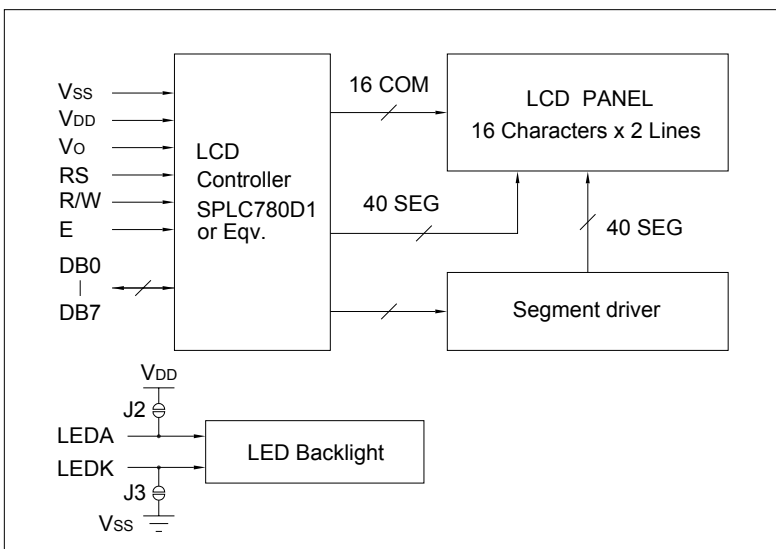 VSS
VDD
VO
RS
R/W
E
DB0
DB7
LCD
Controller
SPLC780D1
or Eqv.
16 COM
40 SEG
LCD PANEL
16 Characters x 2 Lines
40 SEG
Segment driver
VDD
J2
LEDA
LEDK
J3
VSS
LED Backlight